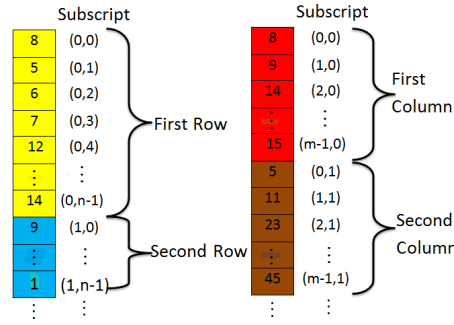 Subscript
8 (0,0)
5 (0,1)
6 (0,2)
7 (0,3)
12 (0,4)
⋮ ⋮
14 (0,n-1)
First Row
9 (1,0)
⋮ ⋮
1 (1,n-1)
Second Row
⋮ ⋮
Subscript
8 (0,0)
9 (1,0)
14 (2,0)
⋮ ⋮
15 (m-1,0)
First
Column
5 (0,1)
11 (1,1)
23 (2,1)
⋮ ⋮
45 (m-1,1)
Second
Column
⋮ ⋮